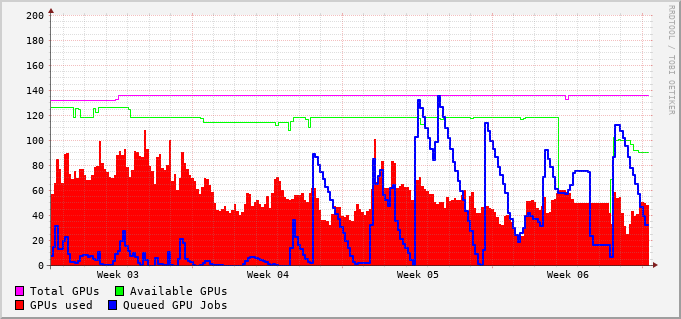 200
180
160
140
120
100
80
60
40
20
0
Week 03 Week 04 Week 05 Week 06
Total GPUs Available GPUs
GPUs used Queued GPU Jobs
RRDTOOL / TOBI OETIKER